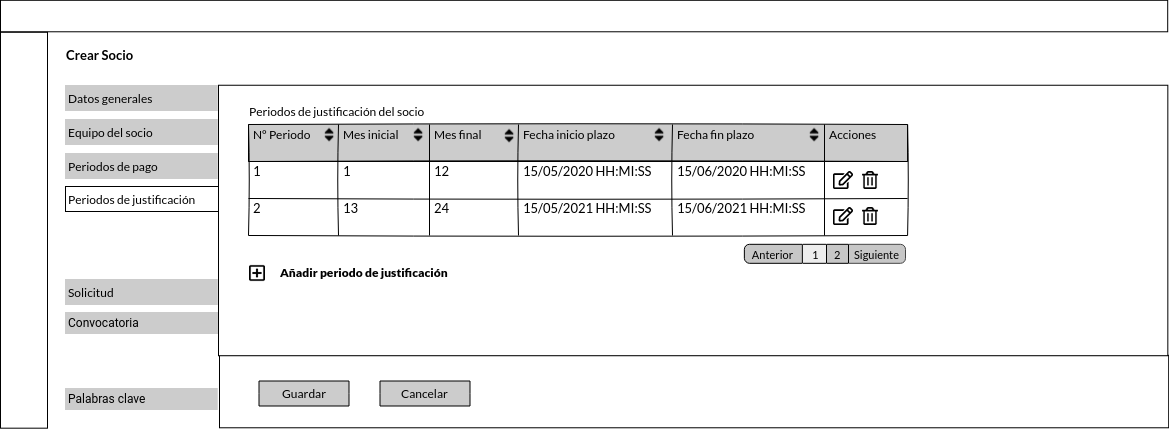 Crear Socio
Datos generales
Equipo del socio
Periodos de pago
Periodos de justificación
Solicitud
Convocatoria
Palabras clave
Periodos de justificación del socio
Nº Periodo Mes inicial Mes final Fecha inicio plazo Fecha fin plazo Acciones
1 1 12 15/05/2020 HH:MI:SS 15/06/2020 HH:MI:SS
2 13 24 15/05/2021 HH:MI:SS 15/06/2021 HH:MI:SS
Anterior 1 2 Siguiente
Añadir periodo de justificación
Guardar Cancelar